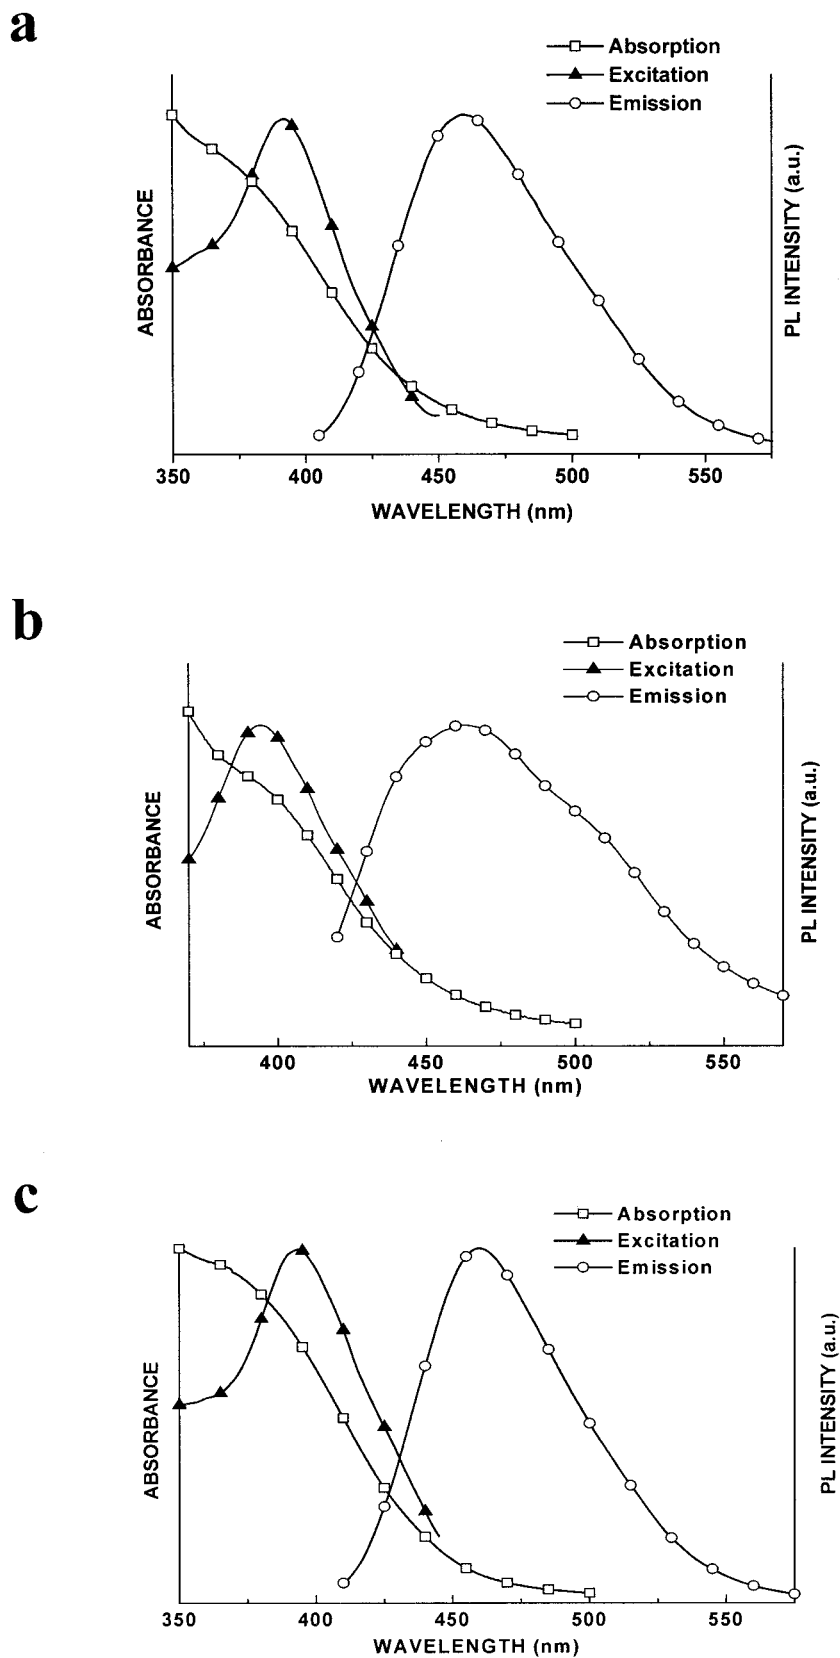 a
Absorption
Excitation
Emission
ABSORBANCE
PL INTENSITY (a.u.)
350 400 450 500 550
WAVELENGTH (nm)
b
Absorption
Excitation
Emission
ABSORBANCE
PL INTENSITY (a.u.)
400 450 500 550
WAVELENGTH (nm)
c
Absorption
Excitation
Emission
ABSORBANCE
PL INTENSITY (a.u.)
350 400 450 500 550
WAVELENGTH (nm)